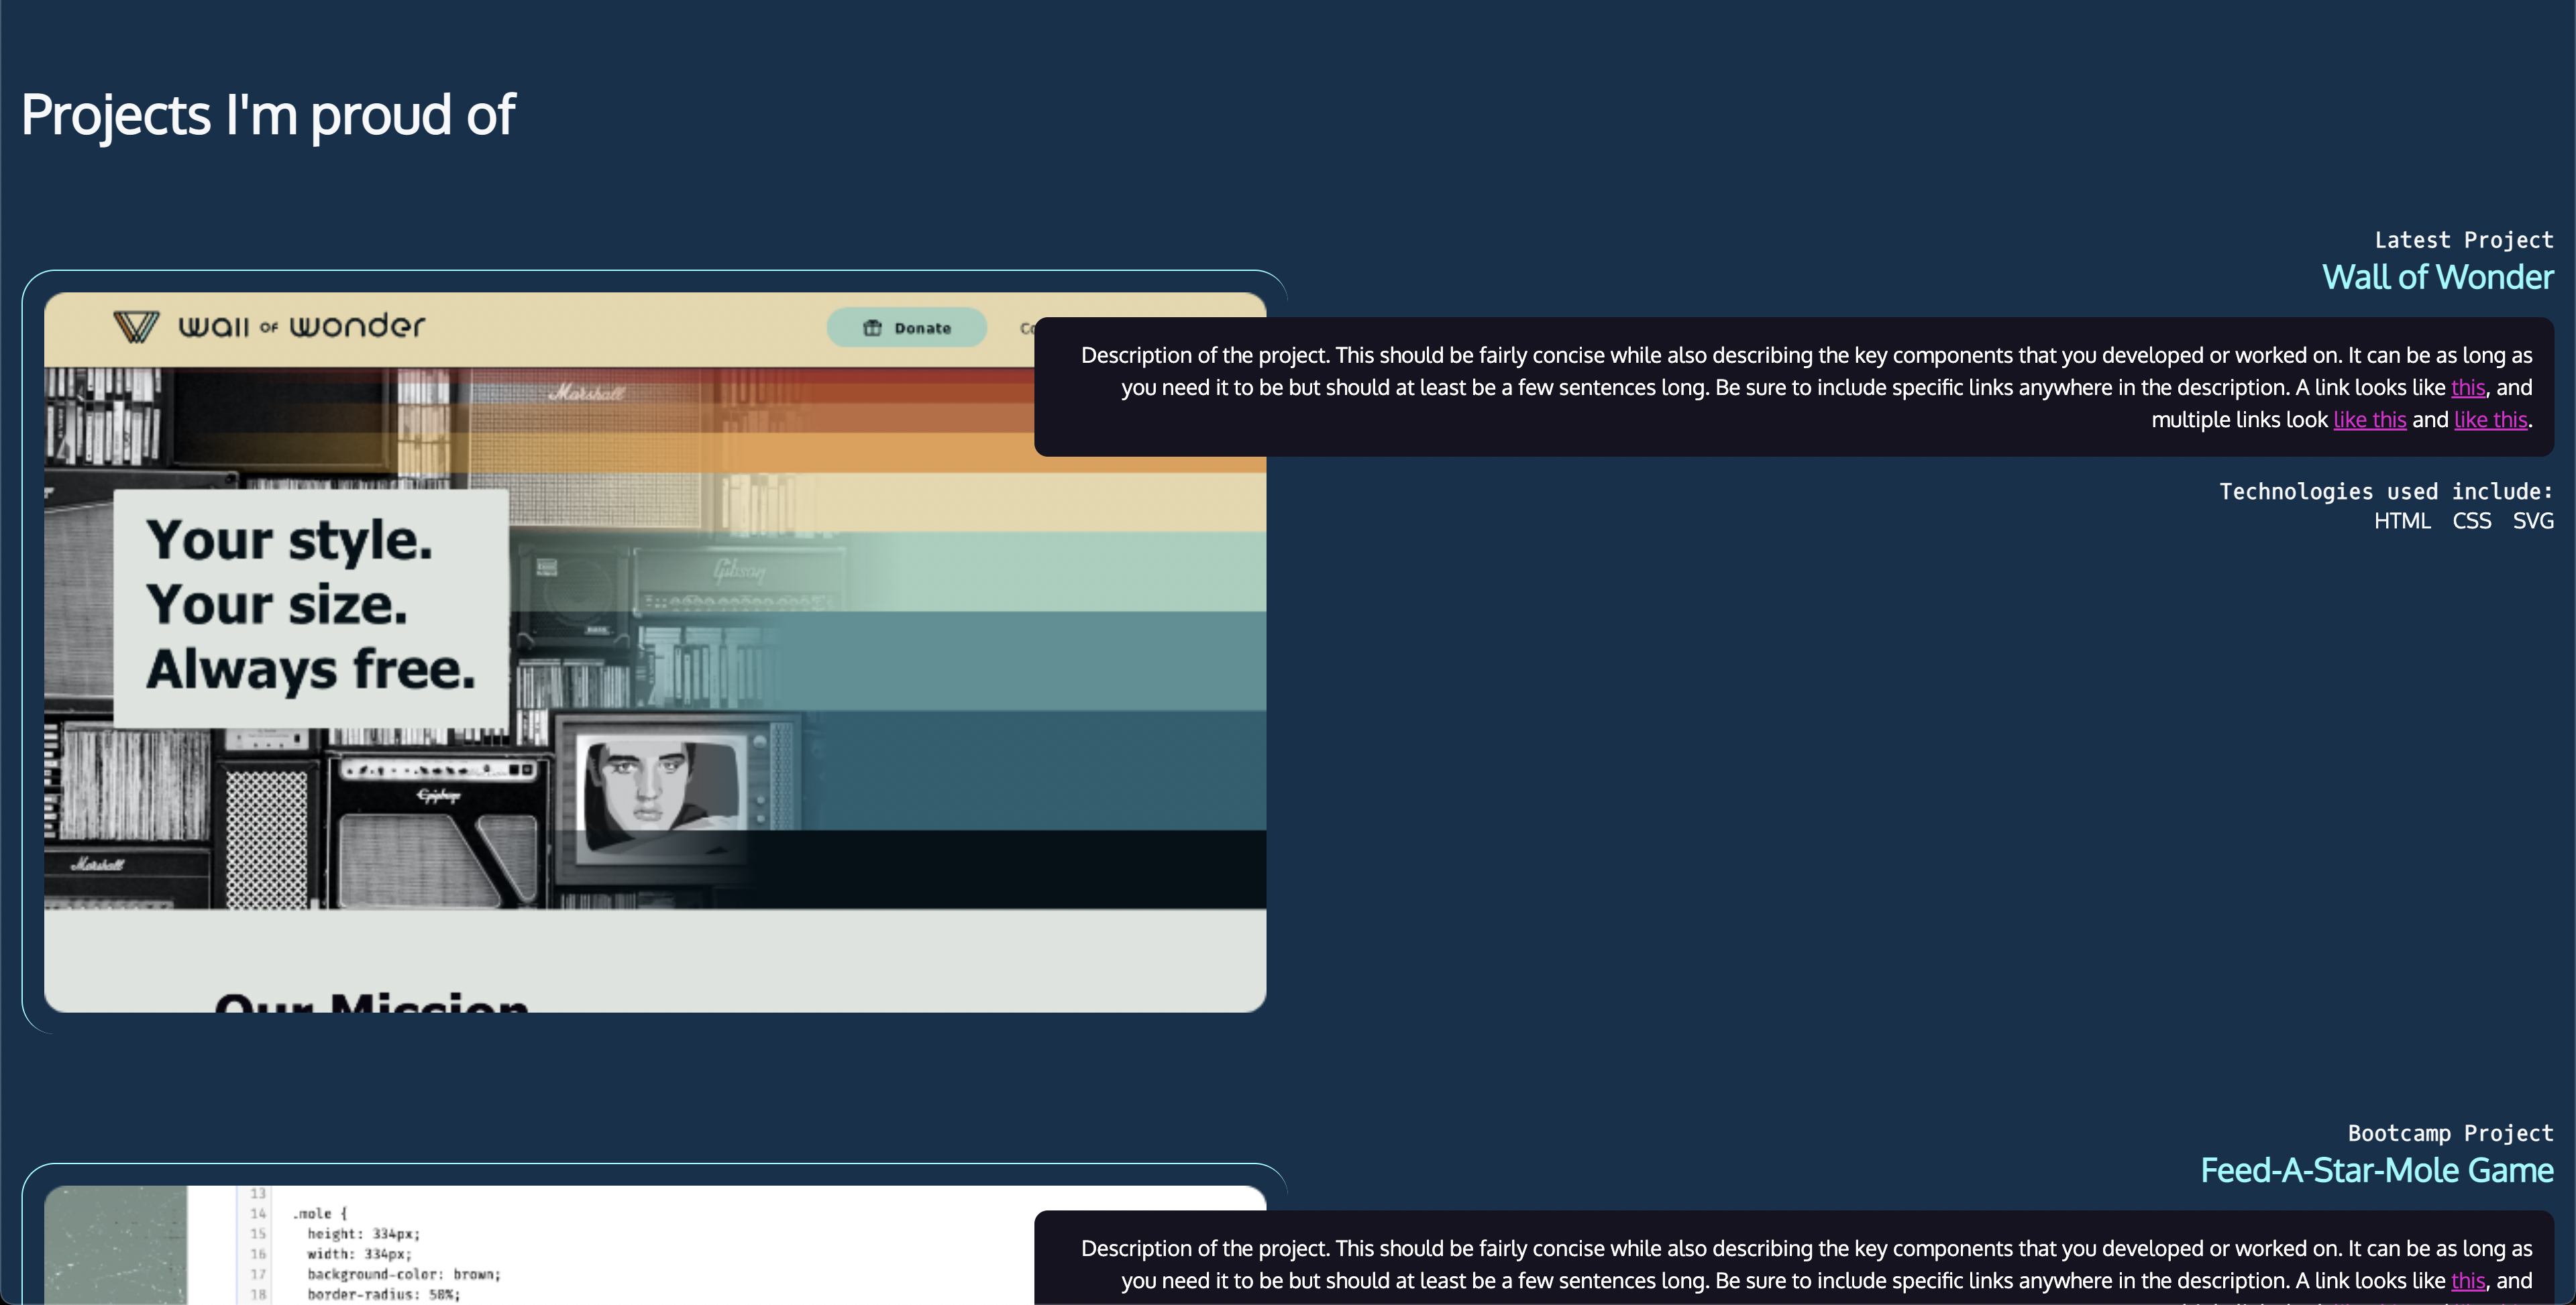 Projects I'm proud of
Latest Project
Wall of Wonder
wall OF wonder
Donate
Description of the project. This should be fairly concise while also describing the key components that you developed or worked on. It can be as long as
you need it to be but should at least be a few sentences long. Be sure to include specific links anywhere in the description. A link looks like this, and
multiple links look like this and like this.
Marshall
Technologies used include:
HTML CSS SVG
Your style.
Your size.
Always free.
Gibson
Epiphone
Marshall
Our Mission
Bootcamp Project
Feed-A-Star-Mole Game
13
14 .mole {
15 height: 334px;
16 width: 334px;
17 background-color: brown;
18 border-radius: 50%;
Description of the project. This should be fairly concise while also describing the key components that you developed or worked on. It can be as long as
you need it to be but should at least be a few sentences long. Be sure to include specific links anywhere in the description. A link looks like this, and